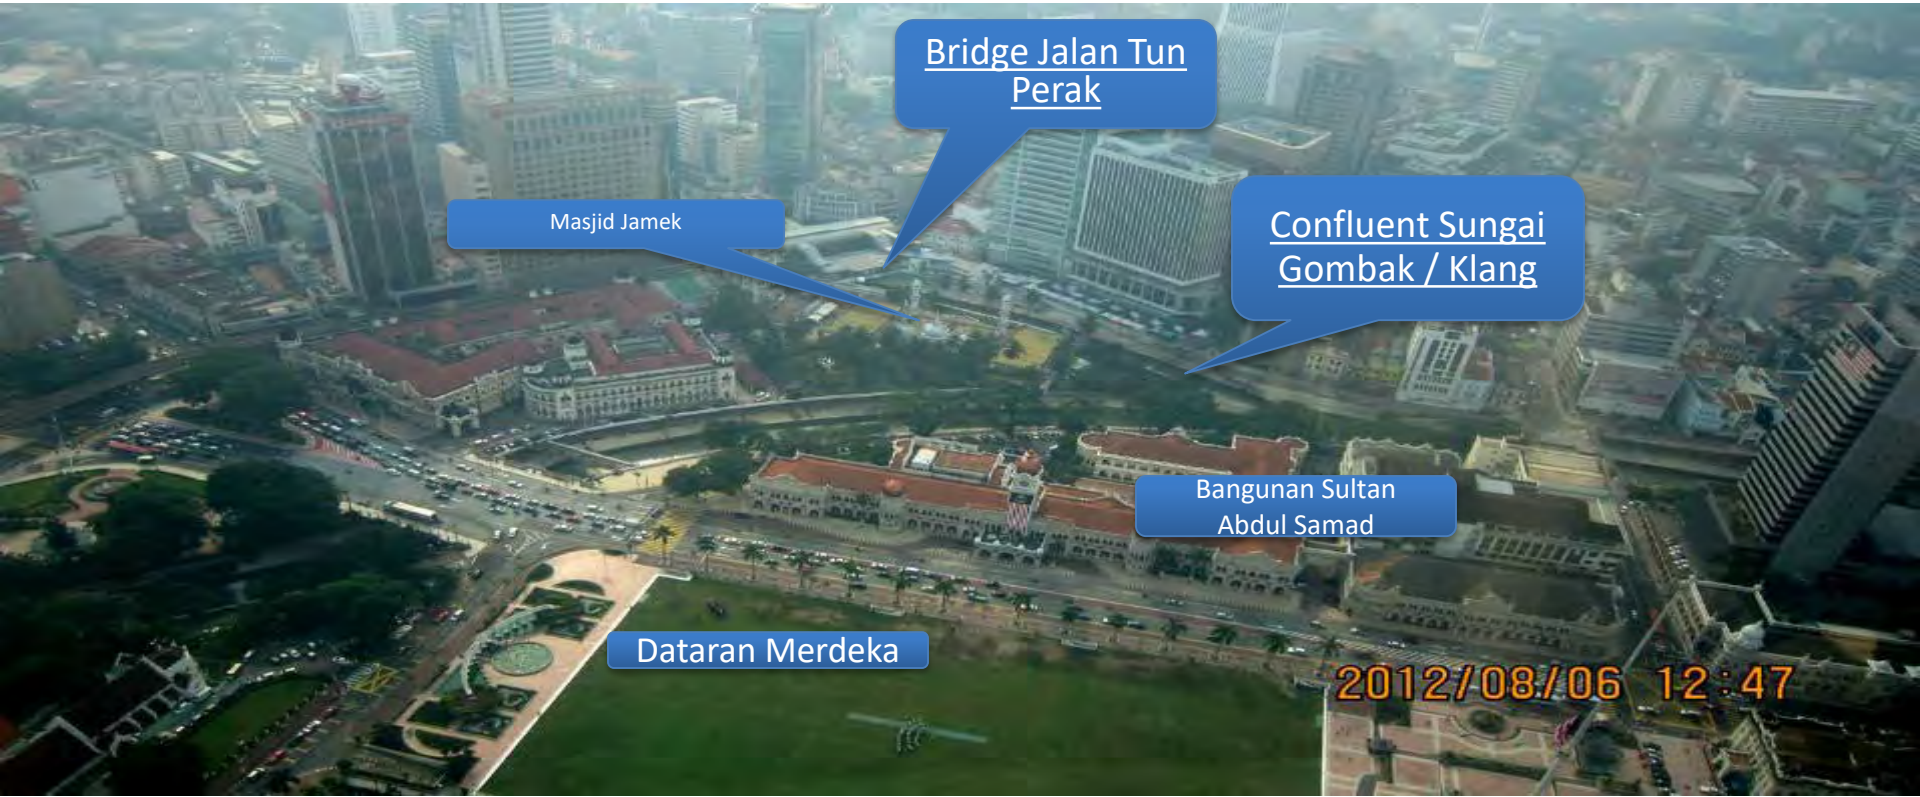 Bridge Jalan Tun
Perak
Masjid Jamek
Confluent Sungai
Gombak / Klang
Bangunan Sultan
Abdul Samad
Dataran Merdeka
2012/08/06 12:47